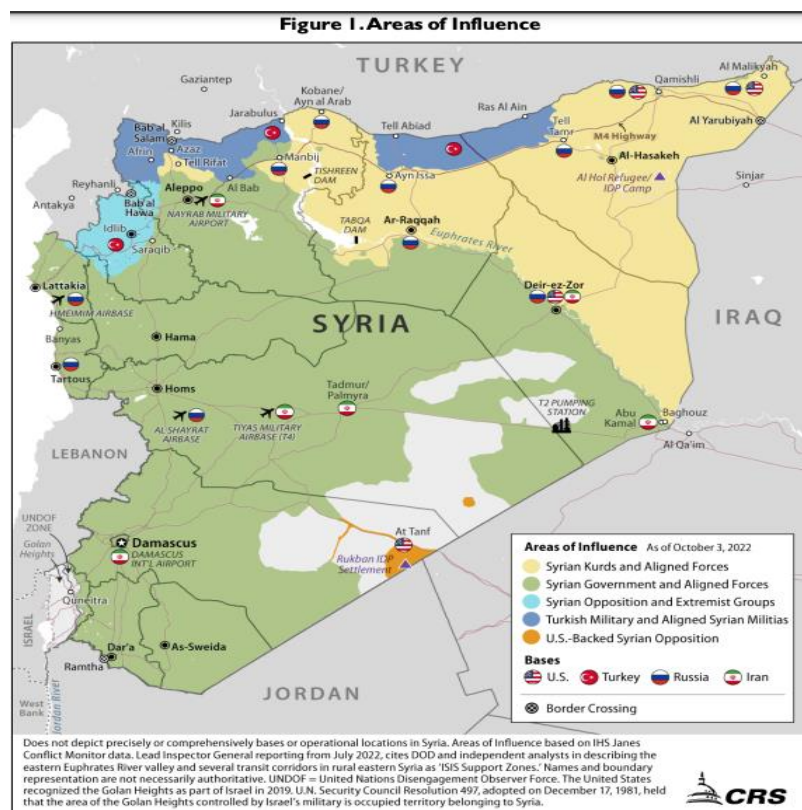 Figure 1. Areas of Influence
TURKEY
Gaziantep
Kobane/
Ayn al Arab
Al Malikyah
Qamishli
Kilis
Bab al
Salam
Jarabulus
Ras Al Ain
Azaz
Afrin
Tell Rifat
Manbij
Tell Abiad
Tell
Tamr
M4 Highway
Al Yarubiyah
Al-Hasakeh
Al Hol Refugee/
IDP Camp
Sinjar
Reyhanli
Antakya
Bab al
Hawa
Aleppo
Al Bab
TISHREEN
DAM
Ayn Issa
NAYRAB MILITARY
AIRPORT
TABQA
DAM
Ar-Raqqah
Euphrates River
Idlib
Saraqib
Lattakia
HMEIMIM AIRBASE
Deir-ez-Zor
SYRIA
IRAQ
Banyas
Hama
Tartous
Homs
Tadmur/
Palmyra
AL SHAYRAT
AIRBASE
TIYAS MILITARY
AIRBASE (T4)
T2 PUMPING
STATION
Abu
Kamal
Baghouz
Al Qa'im
LEBANON
UNDOF
ZONE
Golan
Heights
Damascus
DAMASCUS
INT'L AIRPORT
At Tanf
Rukban IDP
Settlement
Quneitra
ISRAEL
Dar'a
As-Sweida
Ramtha
West
Bank
Jordan River
JORDAN
Areas of Influence As of October 3, 2022
Syrian Kurds and Aligned Forces
Syrian Government and Aligned Forces
Syrian Opposition and Extremist Groups
Turkish Military and Aligned Syrian Militias
U.S.-Backed Syrian Opposition
Bases
U.S. Turkey Russia Iran
Border Crossing
Does not depict precisely or comprehensively bases or operational locations in Syria. Areas of Influence based on IHS Janes
Conflict Monitor data. Lead Inspector General reporting from July 2022, cites DOD and independent analysts in describing the
eastern Euphrates River valley and several transit corridors in rural eastern Syria as 'ISIS Support Zones.' Names and boundary
representation are not necessarily authoritative. UNDOF = United Nations Disengagement Observer Force. The United States
recognized the Golan Heights as part of Israel in 2019. U.N. Security Council Resolution 497, adopted on December 17, 1981, held
that the area of the Golan Heights controlled by Israel's military is occupied territory belonging to Syria.
CRS